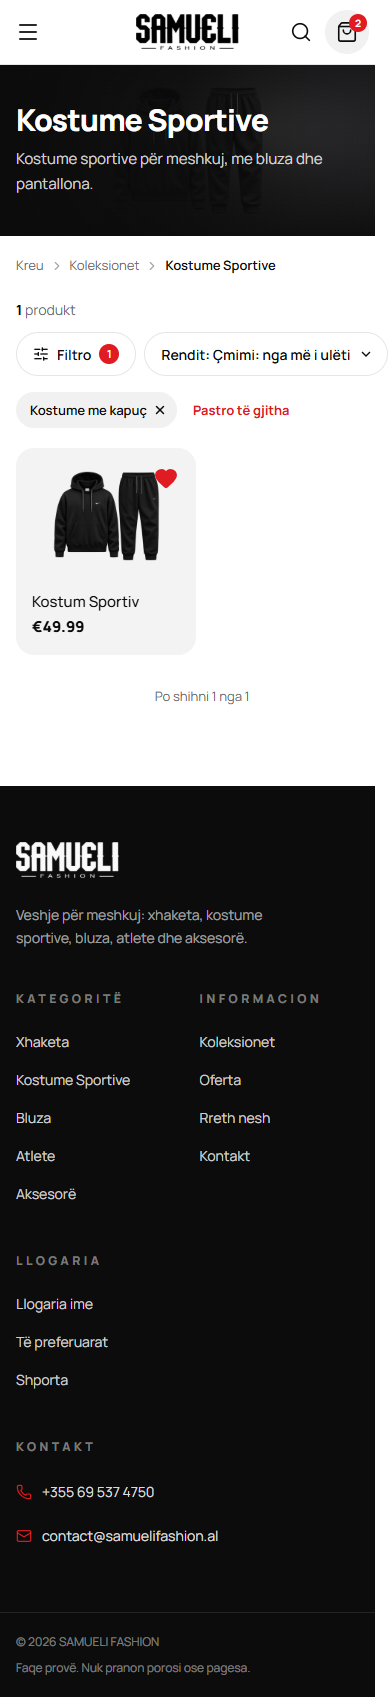 SAMUELI
FASHION
2
Kostume Sportive
Kostume sportive për meshkuj, me bluza dhe
pantallona.
Kreu > Koleksionet > Kostume Sportive
1 produkt
Filtro 1
Rendit: Çmimi: nga më i ulëti
Kostume me kapuç ×
Pastro të gjitha
Kostum Sportiv
€49.99
Po shihni 1 nga 1
SAMUELI
FASHION
Veshje për meshkuj: xhaketa, kostume
sportive, bluza, atlete dhe aksesorë.
KATEGORITË
Xhaketa
Kostume Sportive
Bluza
Atlete
Aksesorë
INFORMACION
Koleksionet
Oferta
Rreth nesh
Kontakt
LLOGARIA
Llogaria ime
Të preferuarat
Shporta
KONTAKT
+355 69 537 4750
contact@samuelifashion.al
© 2026 SAMUELI FASHION
Faqe provë. Nuk pranon porosi ose pagesa.